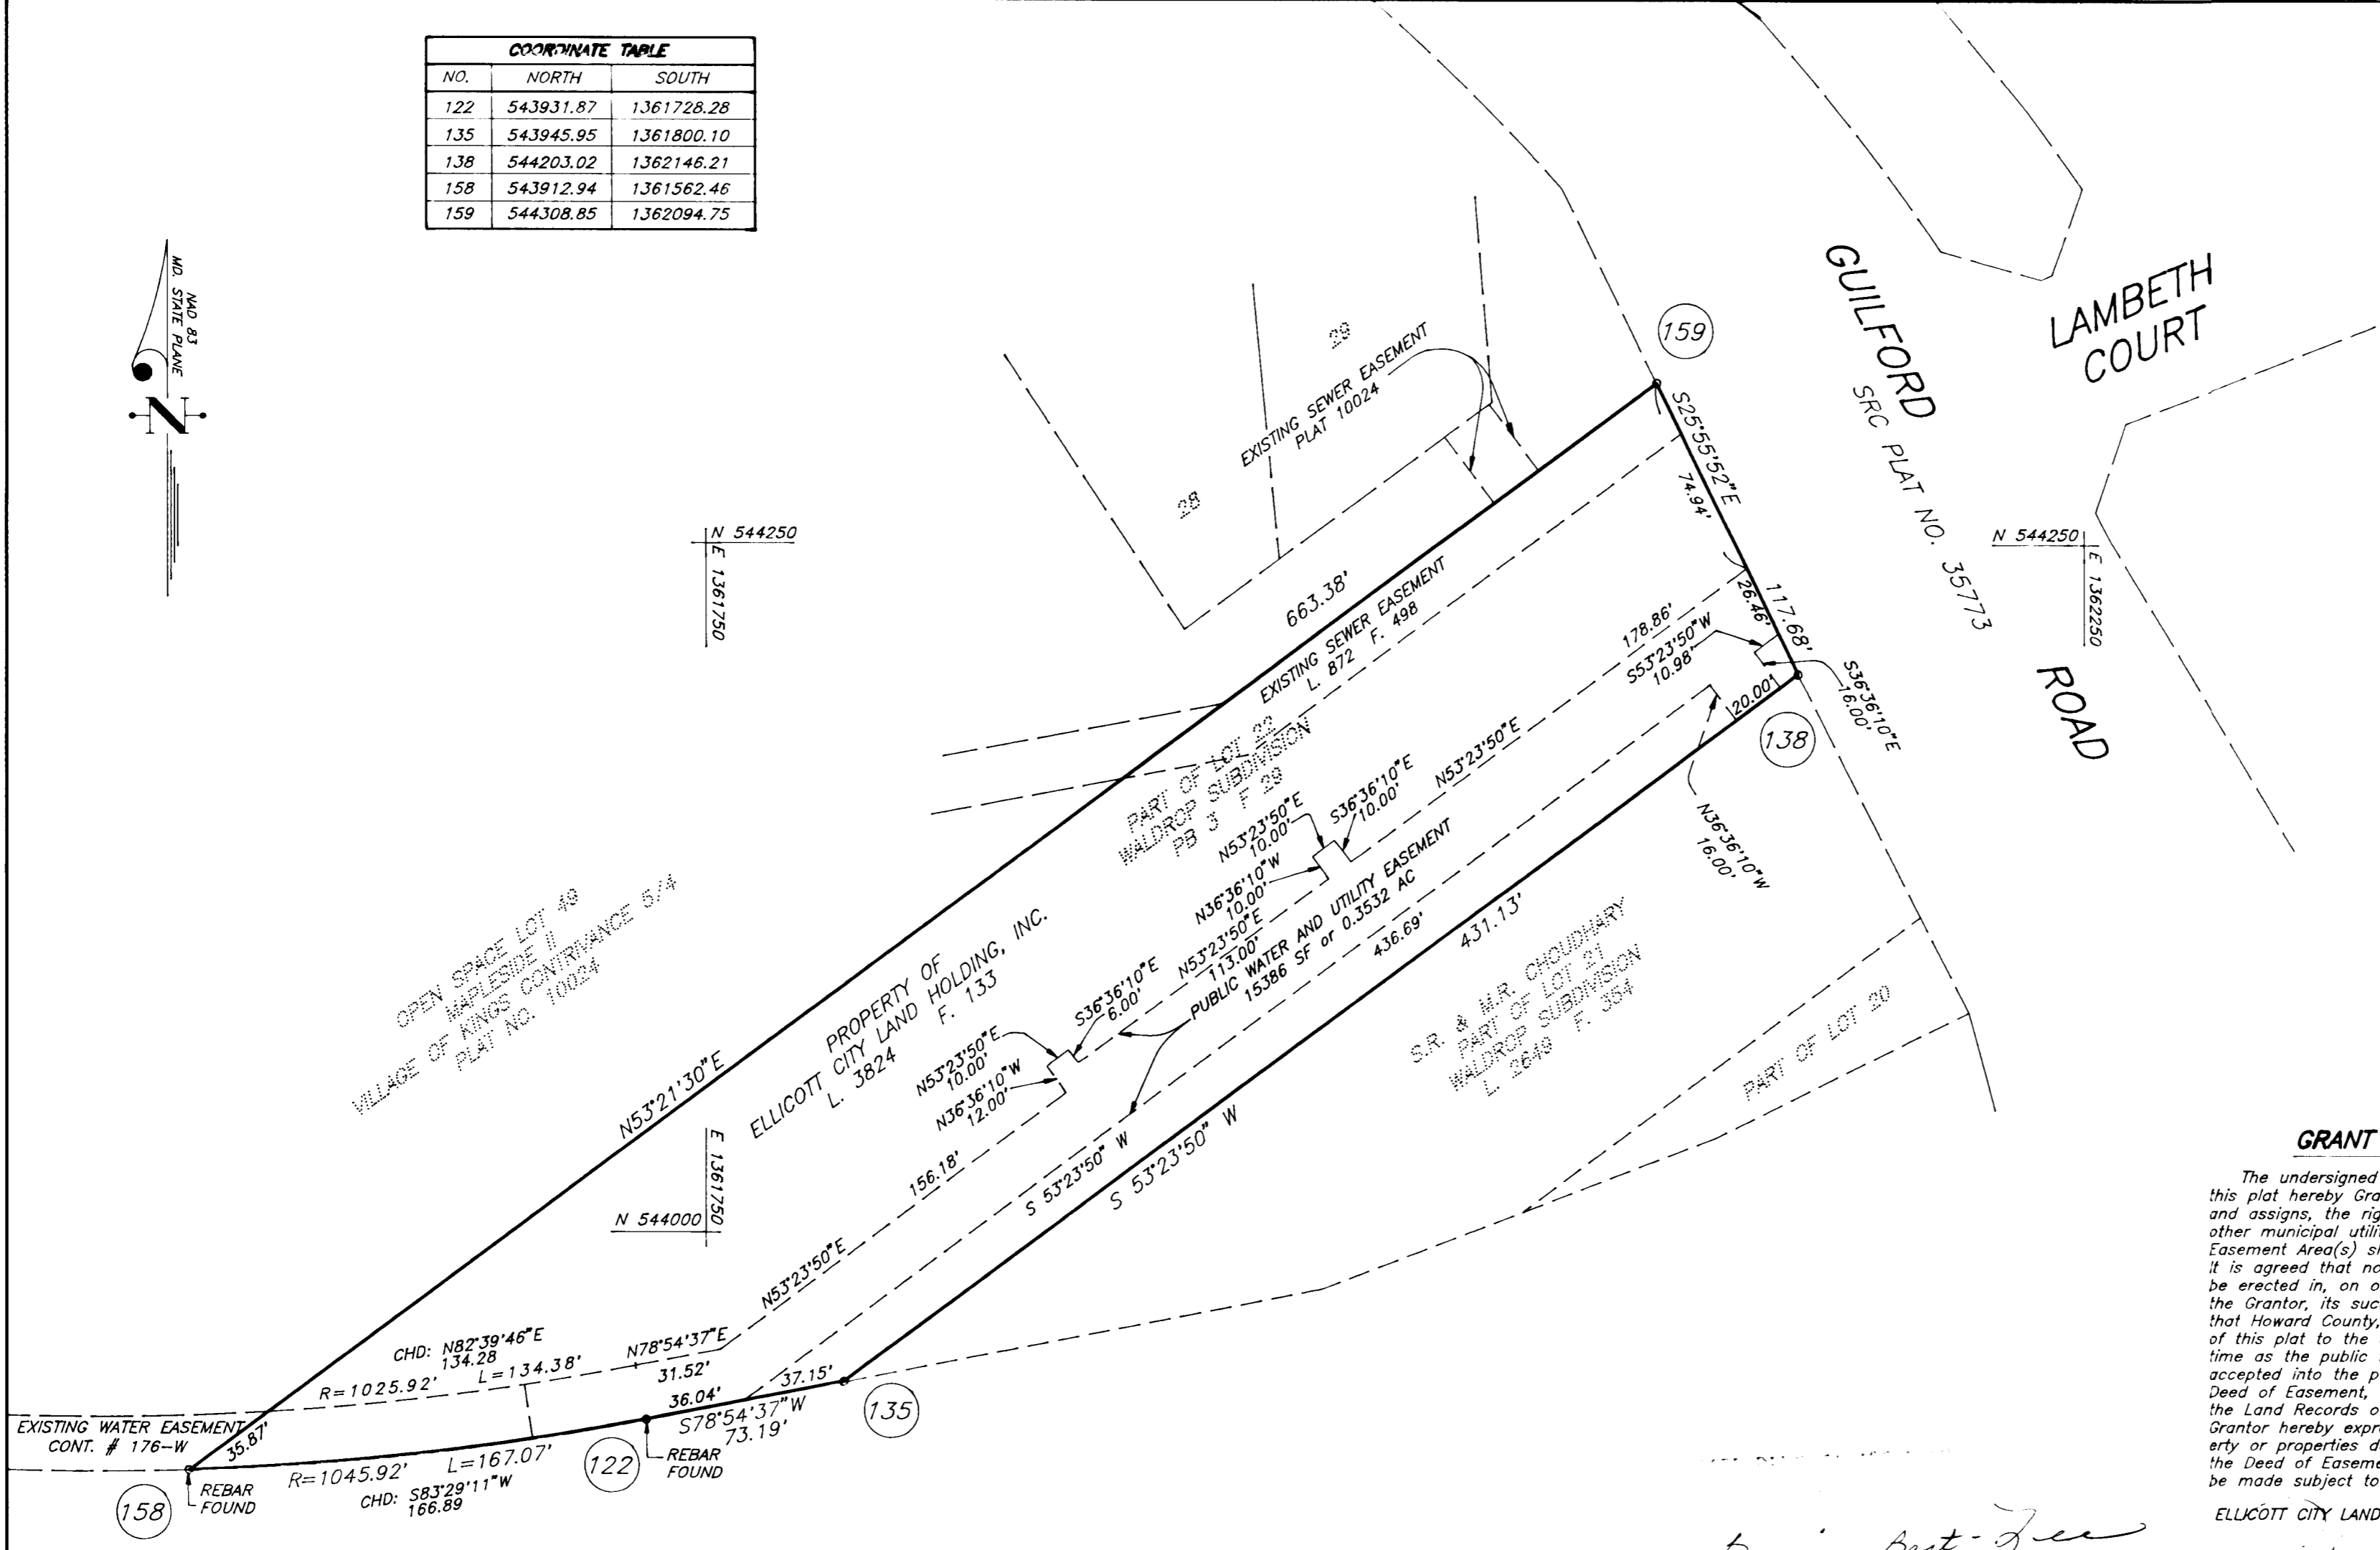 COORDINATE TABLE
NO. NORTH SOUTH
122 543931.87 1361728.28
135 543945.95 1361800.10
138 544203.02 1362146.21
158 543912.94 1361562.46
159 544308.85 1362094.75
NAD 83
MD. STATE PLANE
N
N 544250
E 1361750
28
29
EXISTING SEWER EASEMENT
PLAT 10024
159
GUILFORD
ROAD
SRC PLAT NO. 35773
LAMBETH
COURT
N 544250
E 1362250
S25°55'52"E
74.94'
117.68'
26.46'
663.38'
N53°21'30"E
EXISTING SEWER EASEMENT
L. 872 F. 498
178.86'
S53°23'50"W
10.98'
S36°36'10"E
16.00'
20.00'
138
N36°36'10"W
16.00'
PART OF LOT 22
WALDROP SUBDIVISION
PB 3 F 29
N53°23'50"E
S36°36'10"E
10.00'
N53°23'50"E
10.00'
N36°36'10"W
10.00'
N53°23'50"E
113.00'
PUBLIC WATER AND UTILITY EASEMENT
15386 SF or 0.3532 AC
436.69'
431.13'
S36°36'10"E
6.00'
N53°23'50"E
10.00'
N36°36'10"W
12.00'
156.18'
N53°23'50"E
S 53°23'50" W
S 53°23'50" W
PROPERTY OF
ELLICOTT CITY LAND HOLDING, INC.
L. 3824 F. 133
OPEN SPACE LOT 49
MAPLESIDE II
VILLAGE OF KINGS CONTRIVANCE 5/4
PLAT NO. 10024
S.R. & M.R. CHOUDHARY
PART OF LOT 21
WALDROP SUBDIVISION
L. 2649 F. 354
PART OF LOT 20
E 1361750
N 544000
CHD: N82°39'46"E
134.28
R=1025.92' L=134.38'
N78°54'37"E
31.52'
36.04'
37.15'
S78°54'37"W
73.19'
135
EXISTING WATER EASEMENT
CONT. # 176-W
35.87'
158
REBAR
FOUND
R=1045.92' L=167.07'
CHD: S83°29'11"W
166.89
122
REBAR
FOUND
GRANT
The undersigned
this plat hereby Gra
and assigns, the rig
other municipal utili
Easement Area(s) sh
It is agreed that no
be erected in, on o
the Grantor, its suc
that Howard County,
of this plat to the
time as the public
accepted into the p
Deed of Easement,
the Land Records o
Grantor hereby expr
erty or properties d
the Deed of Easeme
be made subject to
ELLICOTT CITY LAND